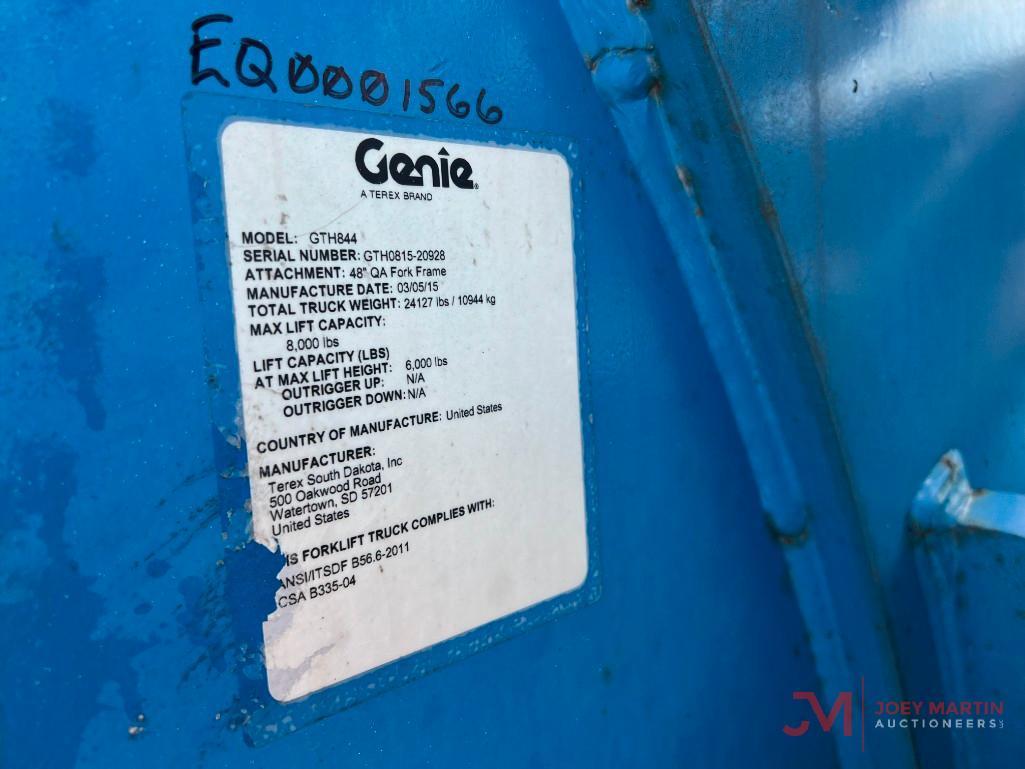 EQ0001566
Genie
A TEREX BRAND
MODEL: GTH844
SERIAL NUMBER: GTH0815-20928
ATTACHMENT: 48" QA Fork Frame
MANUFACTURE DATE: 03/05/15
TOTAL TRUCK WEIGHT: 24127 lbs / 10944 kg
MAX LIFT CAPACITY:
8,000 lbs
LIFT CAPACITY (LBS)
AT MAX LIFT HEIGHT: 6,000 lbs
OUTRIGGER UP: N/A
OUTRIGGER DOWN: N/A
COUNTRY OF MANUFACTURE: United States
MANUFACTURER:
Terex South Dakota, Inc
500 Oakwood Road
Watertown, SD 57201
United States
IS FORKLIFT TRUCK COMPLIES WITH:
ANSI/ITSDF B56.6-2011
CSA B335-04
JM JOEY MARTIN
AUCTIONEERS